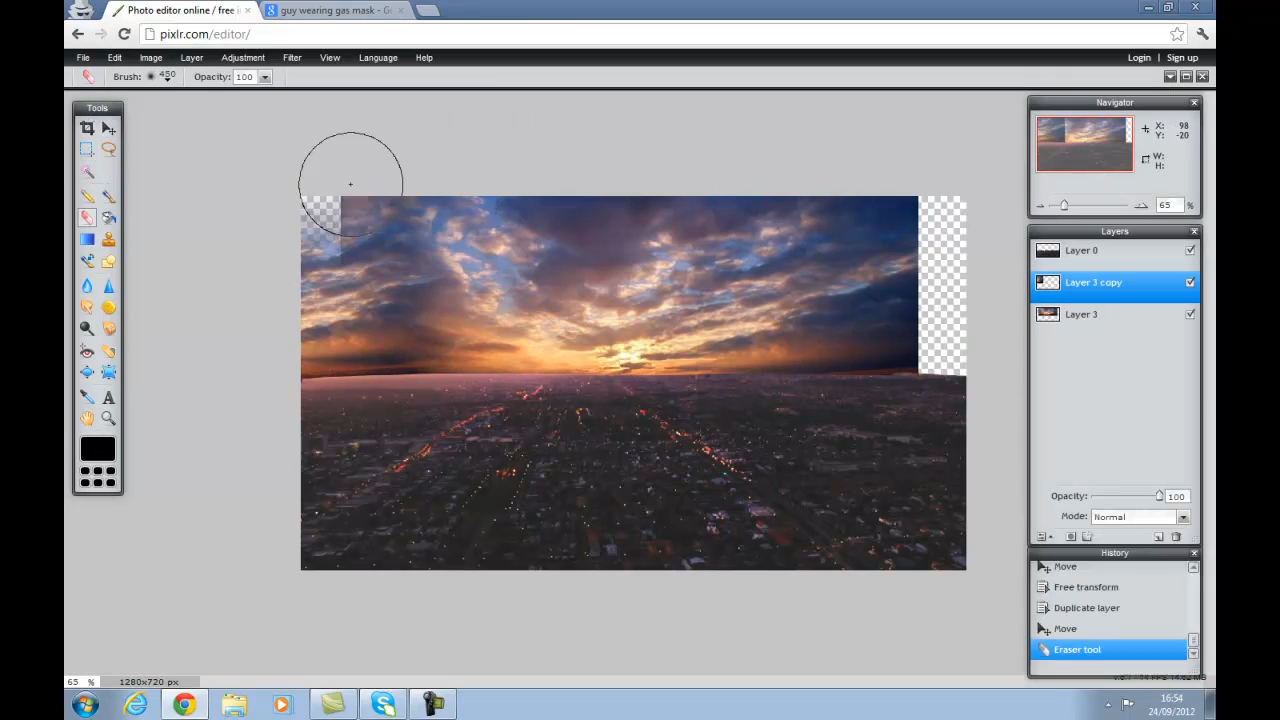 Photo editor online / free i
guy wearing gas mask - Go
pixlr.com/editor/
File Edit Image Layer Adjustment Filter View Language Help
Login | Sign up
Brush: 450 Opacity: 100
Tools
Navigator
X: 98
Y: -20
W:
H:
65 %
Layers
Layer 0
Layer 3 copy
Layer 3
Opacity: 100
Mode: Normal
History
Move
Free transform
Duplicate layer
Move
Eraser tool
65 % 1280x720 px
16:54
24/09/2012